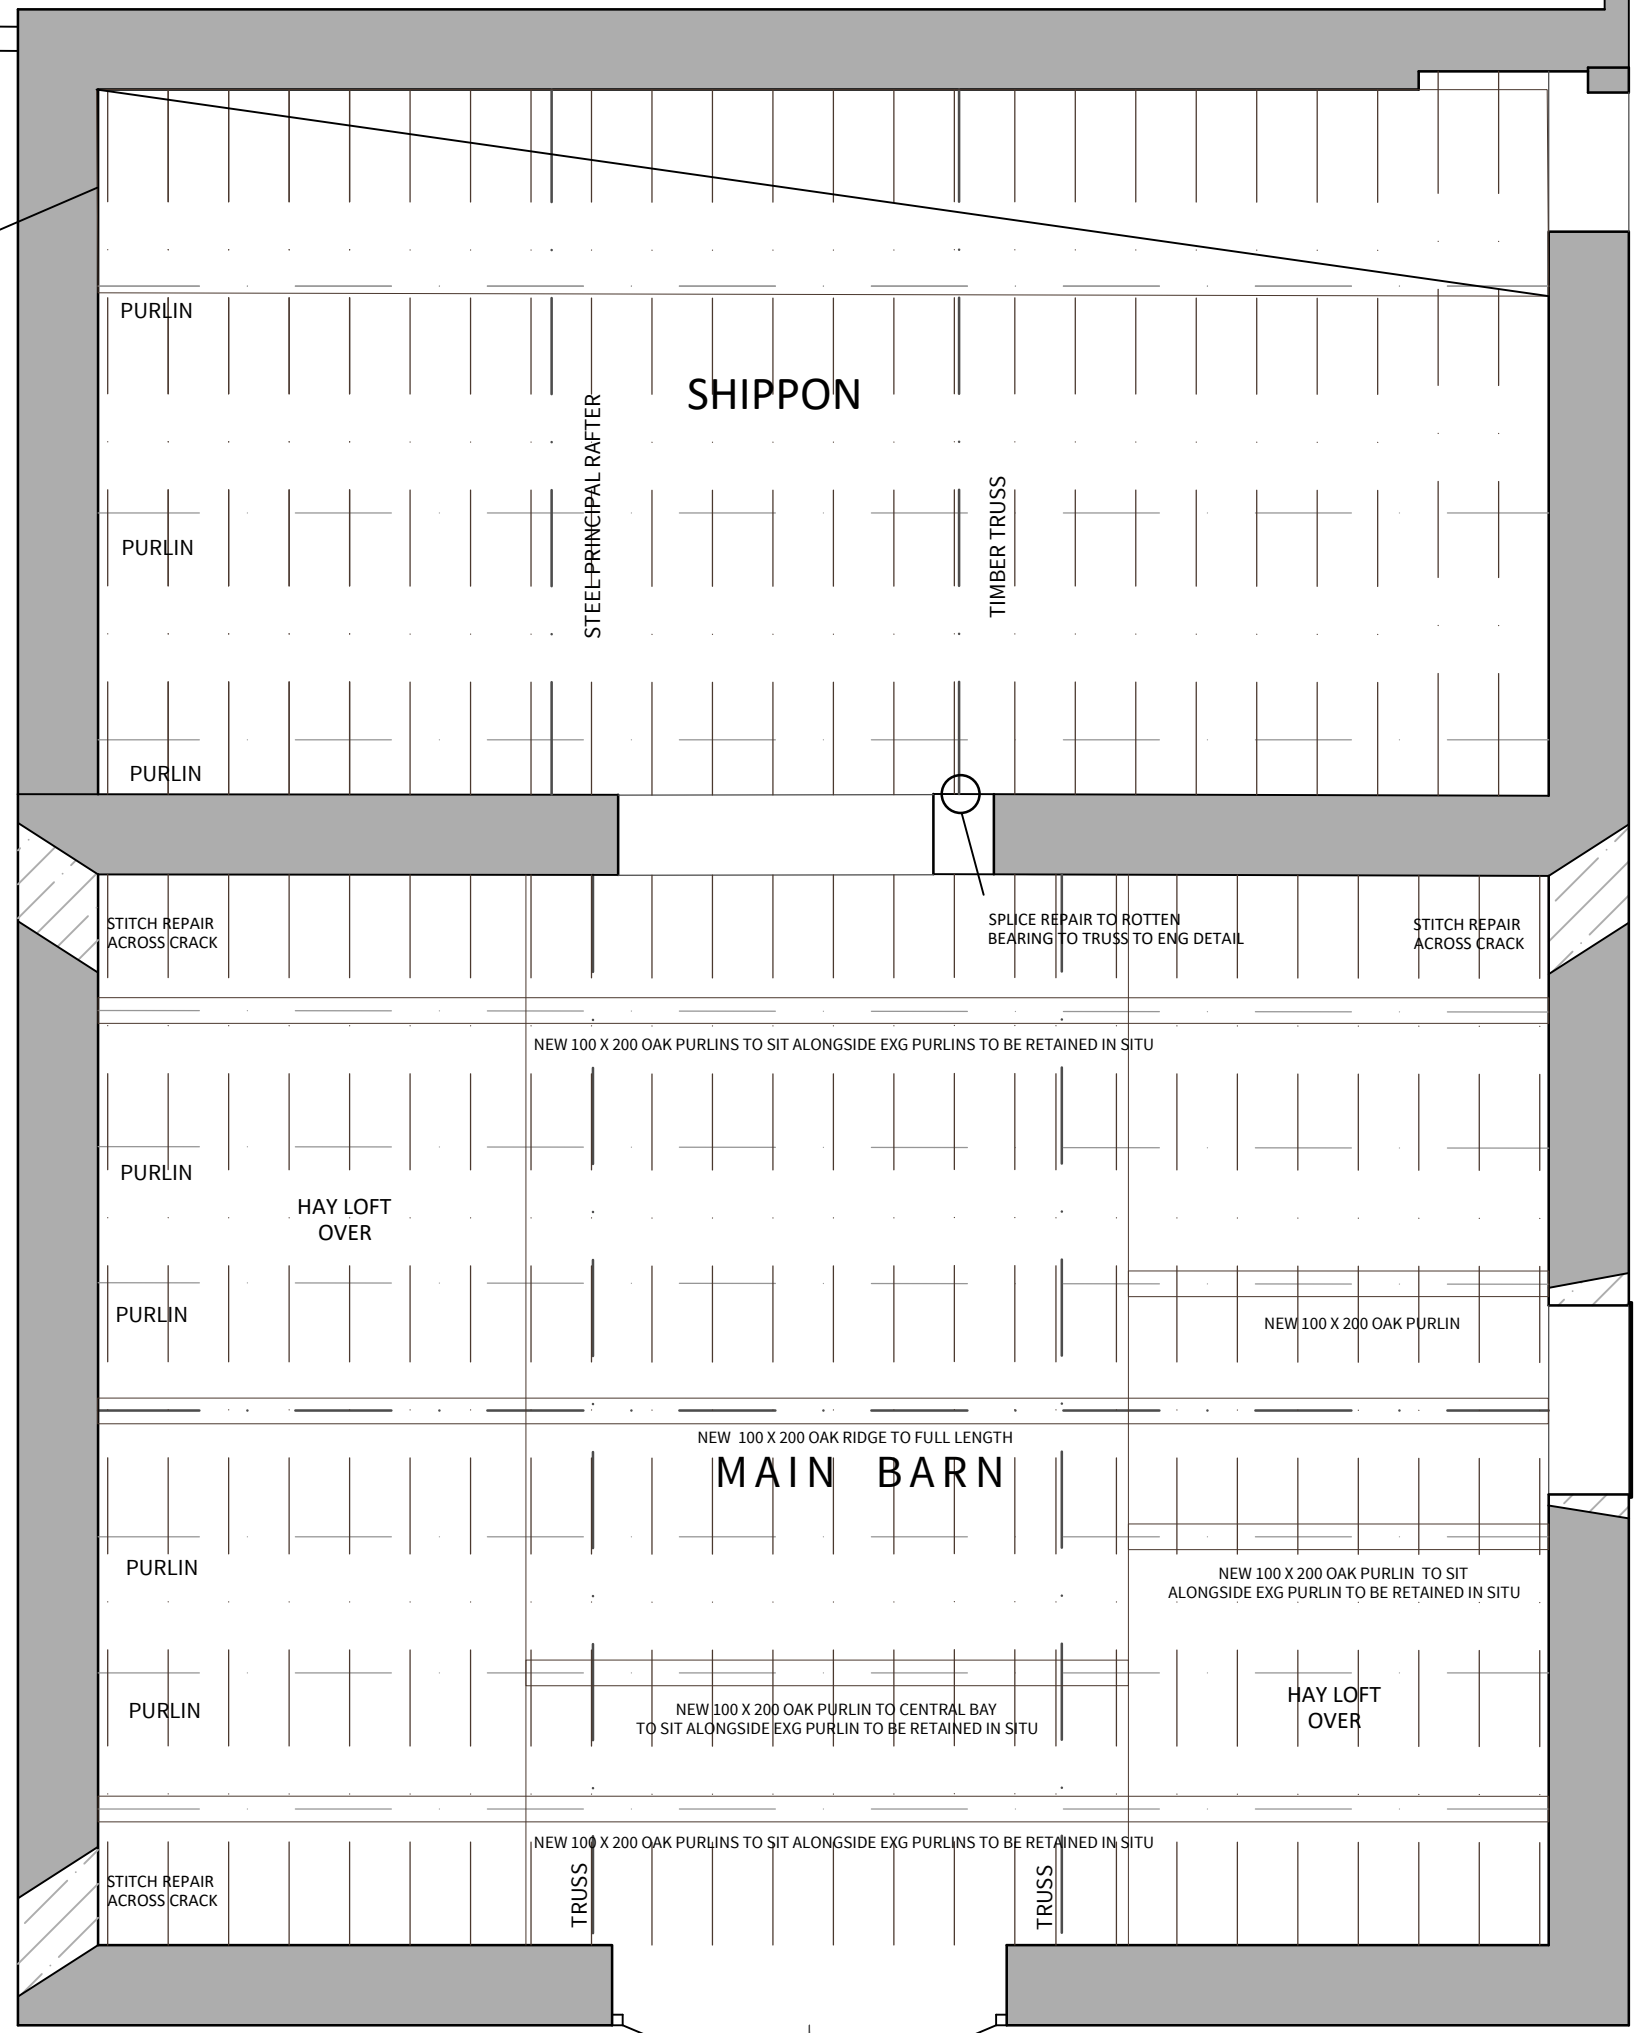 PURLIN
SHIPPON
STEEL PRINCIPAL RAFTER
TIMBER TRUSS
PURLIN
PURLIN
STITCH REPAIR
ACROSS CRACK
SPLICE REPAIR TO ROTTEN
BEARING TO TRUSS TO ENG DETAIL
STITCH REPAIR
ACROSS CRACK
NEW 100 X 200 OAK PURLINS TO SIT ALONGSIDE EXG PURLINS TO BE RETAINED IN SITU
PURLIN
HAY LOFT
OVER
PURLIN
NEW 100 X 200 OAK PURLIN
NEW 100 X 200 OAK RIDGE TO FULL LENGTH
MAIN BARN
PURLIN
NEW 100 X 200 OAK PURLIN TO SIT
ALONGSIDE EXG PURLIN TO BE RETAINED IN SITU
PURLIN
NEW 100 X 200 OAK PURLIN TO CENTRAL BAY
TO SIT ALONGSIDE EXG PURLIN TO BE RETAINED IN SITU
HAY LOFT
OVER
NEW 100 X 200 OAK PURLINS TO SIT ALONGSIDE EXG PURLINS TO BE RETAINED IN SITU
STITCH REPAIR
ACROSS CRACK
TRUSS
TRUSS